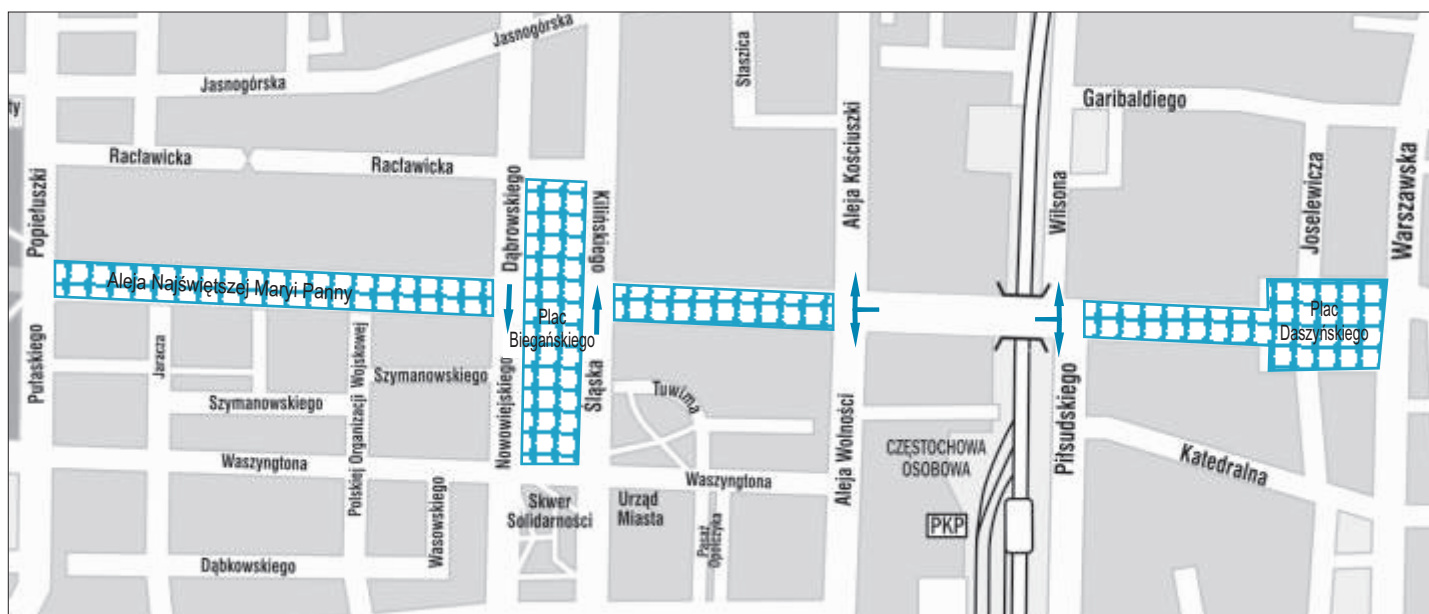 Jasnogórska
Jasnogórska
Staszica
Garibaldiego
ty
Racławicka
Racławicka
Popiełuszki
Dąbrowskiego
Kilińskiego
Aleja Kościuszki
Wilsona
Joselewicza
Warszawska
Aleja Najświętszej Maryi Panny
Plac
Biegańskiego
Plac
Daszyńskiego
Pułaskiego
Jaracza
Polskiej Organizacji Wojskowej
Szymanowskiego
Szymanowskiego
Nowowiejskiego
Śląska
Tuwima
Aleja Wolności
CZĘSTOCHOWA
OSOBOWA
Piłsudskiego
Katedralna
Waszyngtona
Waszyngtona
Wasowskiego
Skwer
Solidarności
Urząd
Miasta
Pasaż
Opolczyka
PKP
Dąbkowskiego